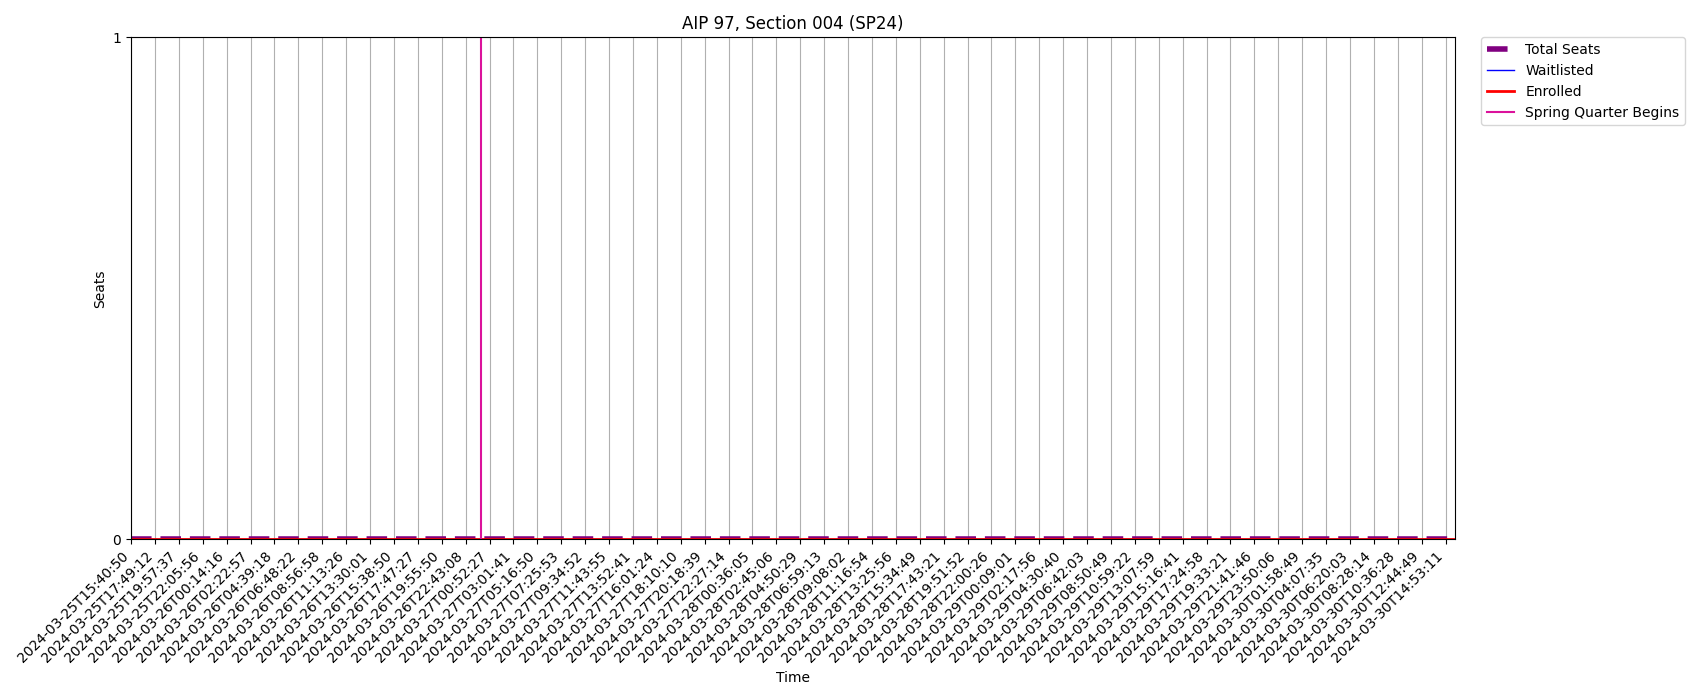 AIP 97, Section 004 (SP24)
1
0
Seats
Total Seats
Waitlisted
Enrolled
Spring Quarter Begins
2024-03-25T15:40:50
2024-03-25T17:49:12
2024-03-25T19:57:37
2024-03-25T22:05:56
2024-03-26T00:14:16
2024-03-26T02:22:57
2024-03-26T04:39:18
2024-03-26T06:48:22
2024-03-26T08:56:58
2024-03-26T11:13:26
2024-03-26T13:30:01
2024-03-26T15:38:50
2024-03-26T17:47:27
2024-03-26T19:55:50
2024-03-26T22:43:08
2024-03-27T00:52:27
2024-03-27T03:01:41
2024-03-27T05:16:50
2024-03-27T07:25:53
2024-03-27T09:34:52
2024-03-27T11:43:55
2024-03-27T13:52:41
2024-03-27T16:01:24
2024-03-27T18:10:10
2024-03-27T20:18:39
2024-03-27T22:27:14
2024-03-28T00:36:05
2024-03-28T02:45:06
2024-03-28T04:50:29
2024-03-28T06:59:13
2024-03-28T09:08:02
2024-03-28T11:16:54
2024-03-28T13:25:56
2024-03-28T15:34:49
2024-03-28T17:43:21
2024-03-28T19:51:52
2024-03-28T22:00:26
2024-03-29T00:09:01
2024-03-29T02:17:56
2024-03-29T04:30:40
2024-03-29T06:42:03
2024-03-29T08:50:49
2024-03-29T10:59:22
2024-03-29T13:07:59
2024-03-29T15:16:41
2024-03-29T17:24:58
2024-03-29T19:33:21
2024-03-29T21:41:46
2024-03-29T23:50:06
2024-03-30T01:58:49
2024-03-30T04:07:35
2024-03-30T06:20:03
2024-03-30T08:28:14
2024-03-30T10:36:28
2024-03-30T12:44:49
2024-03-30T14:53:11
Time